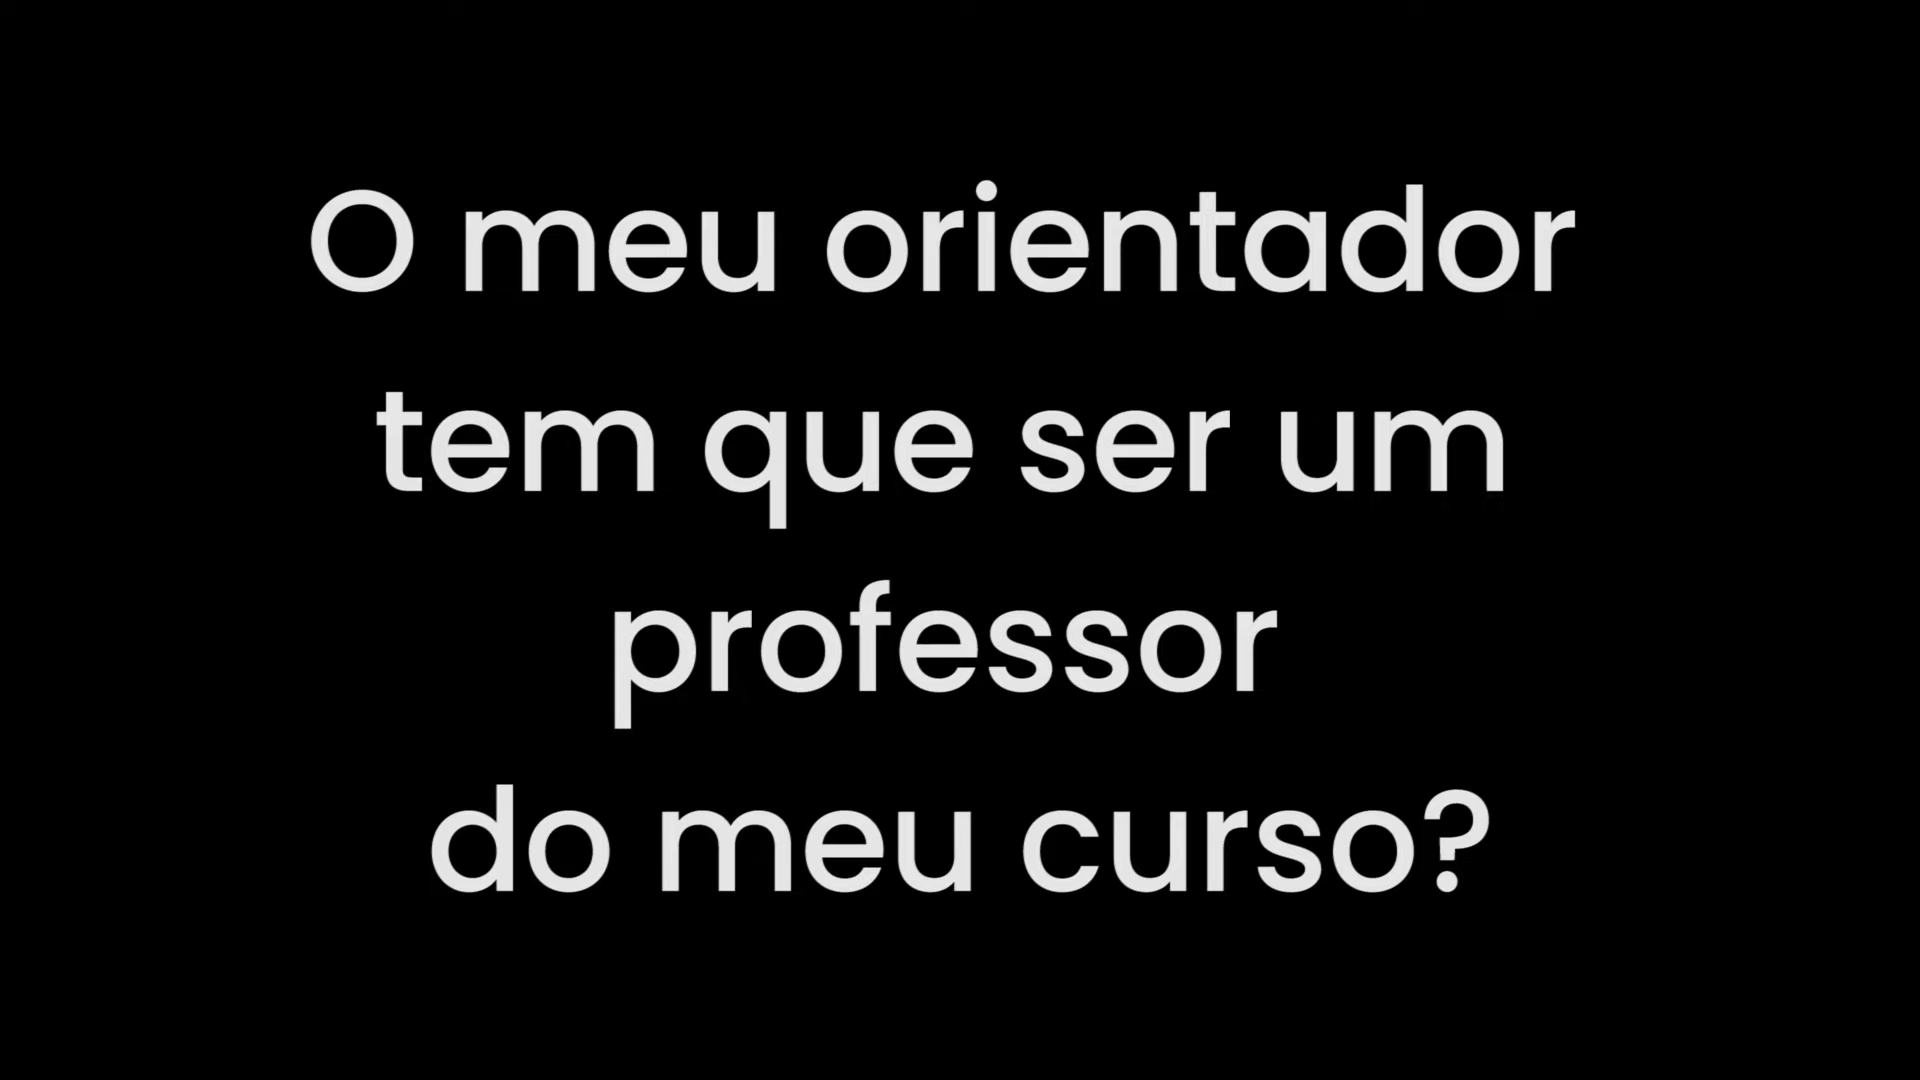 O meu orientador
tem que ser um
professor
do meu curso?